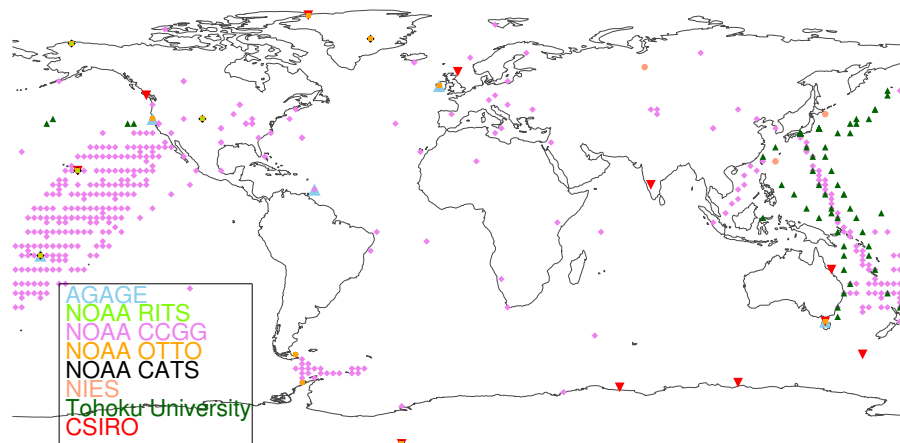 AGAGE
NOAA RITS
NOAA CCGG
NOAA OTTO
NOAA CATS
NIES
Tohoku University
CSIRO